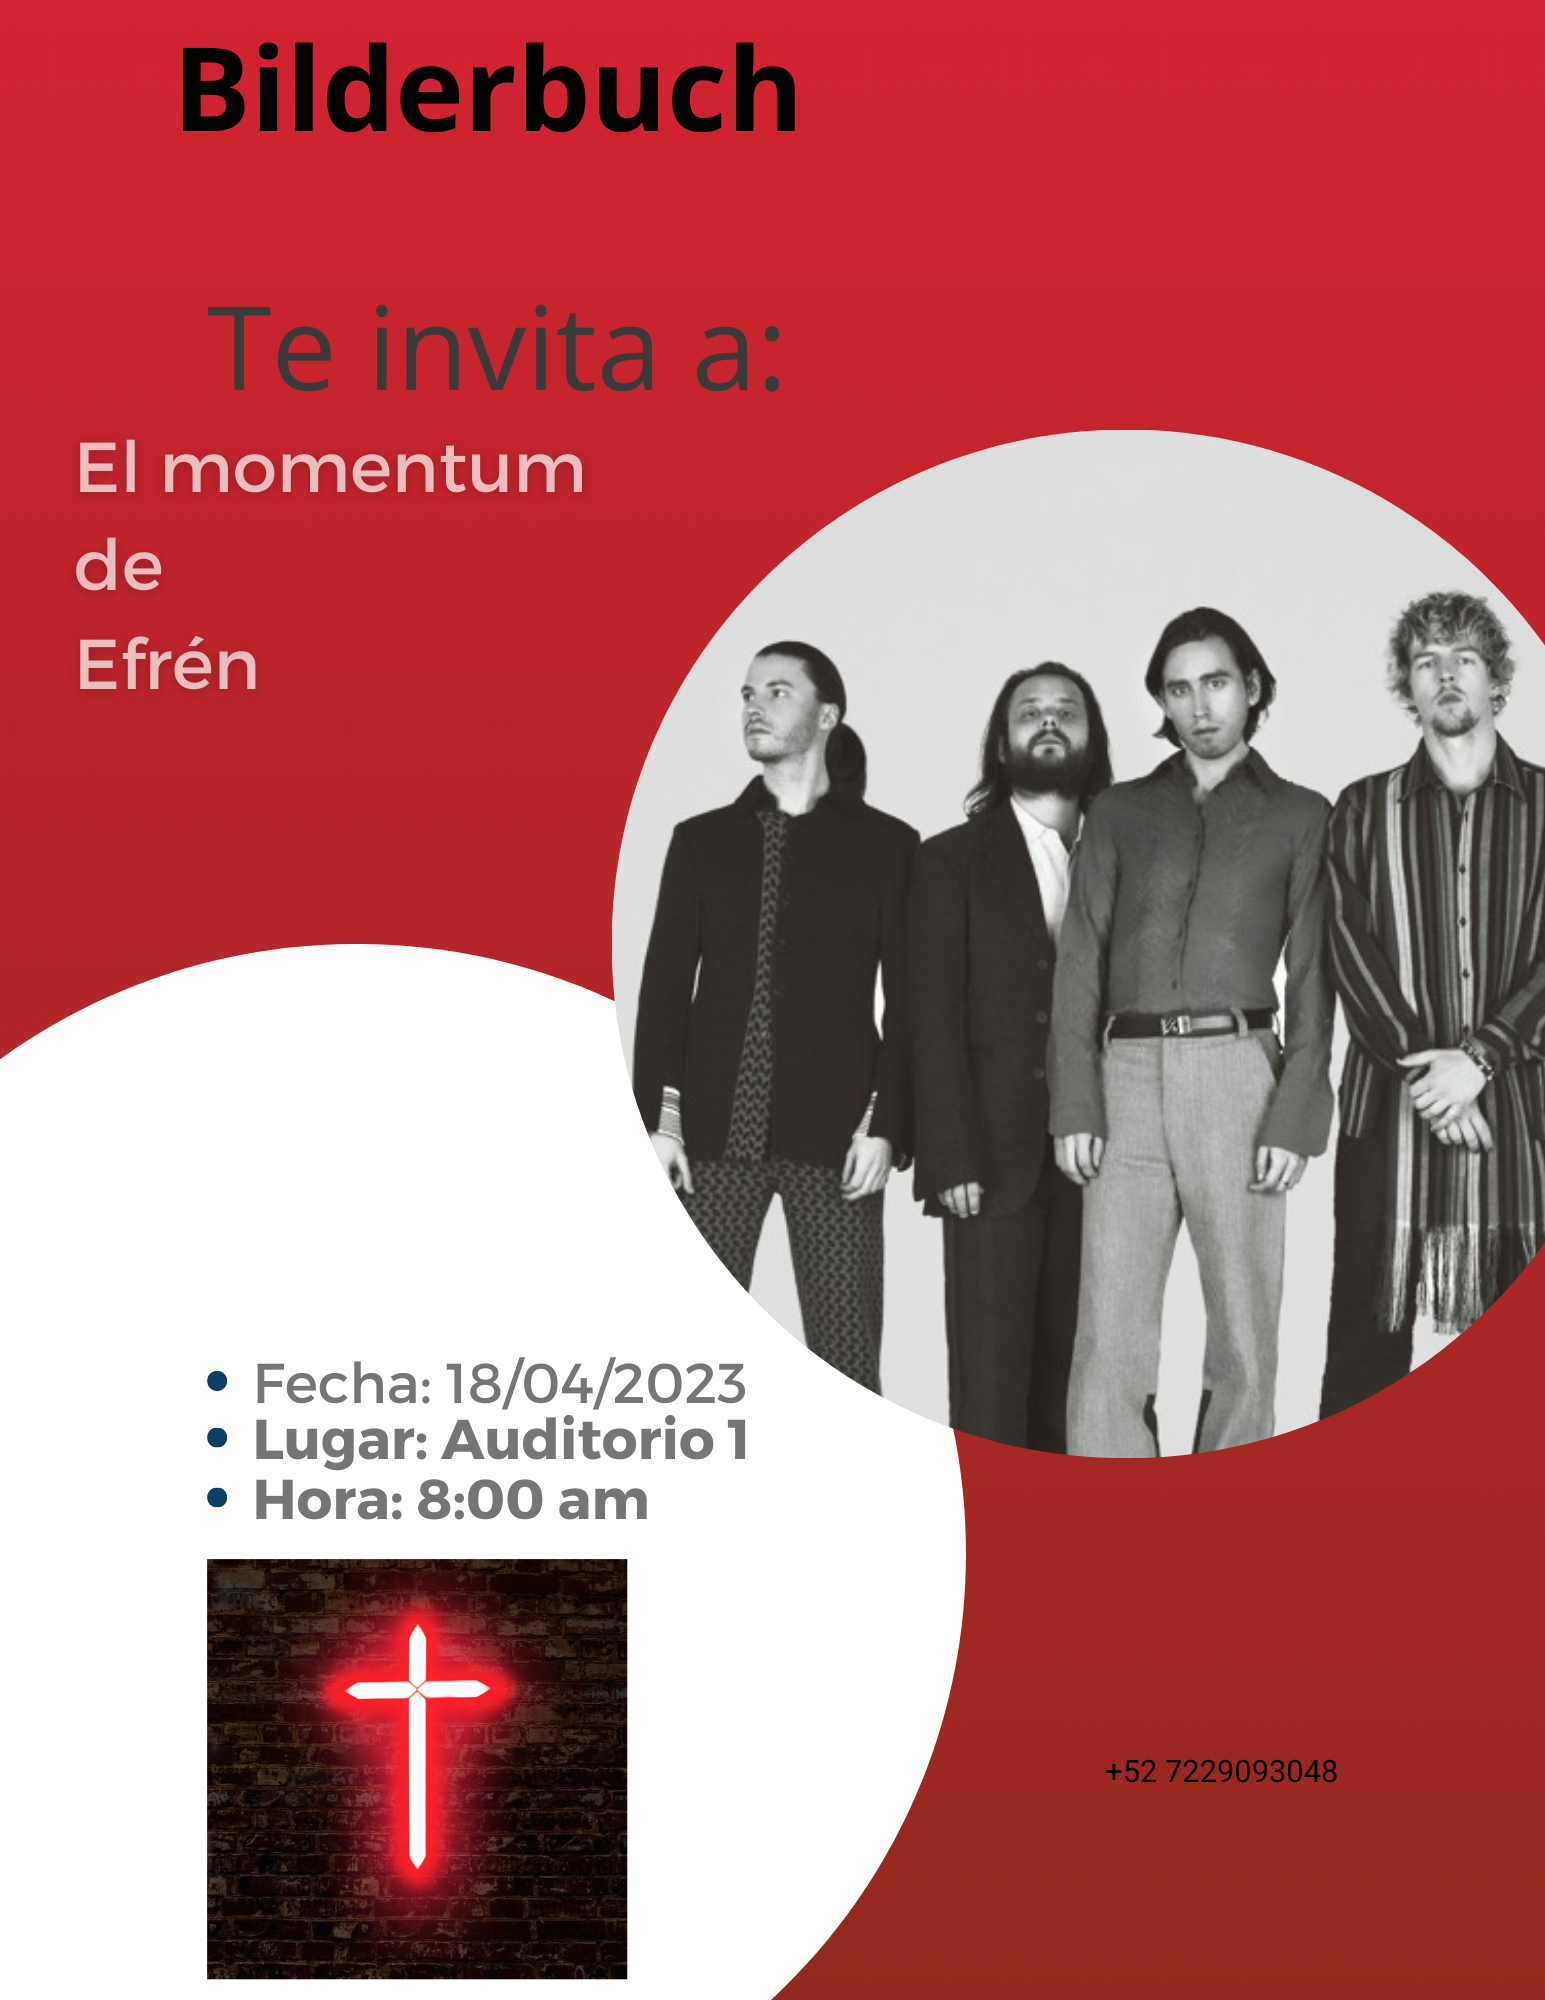 Bilderbuch
Te invita a:
El momentum
de
Efrén
Fecha: 18/04/2023
Lugar: Auditorio 1
Hora: 8:00 am
+52 7229093048